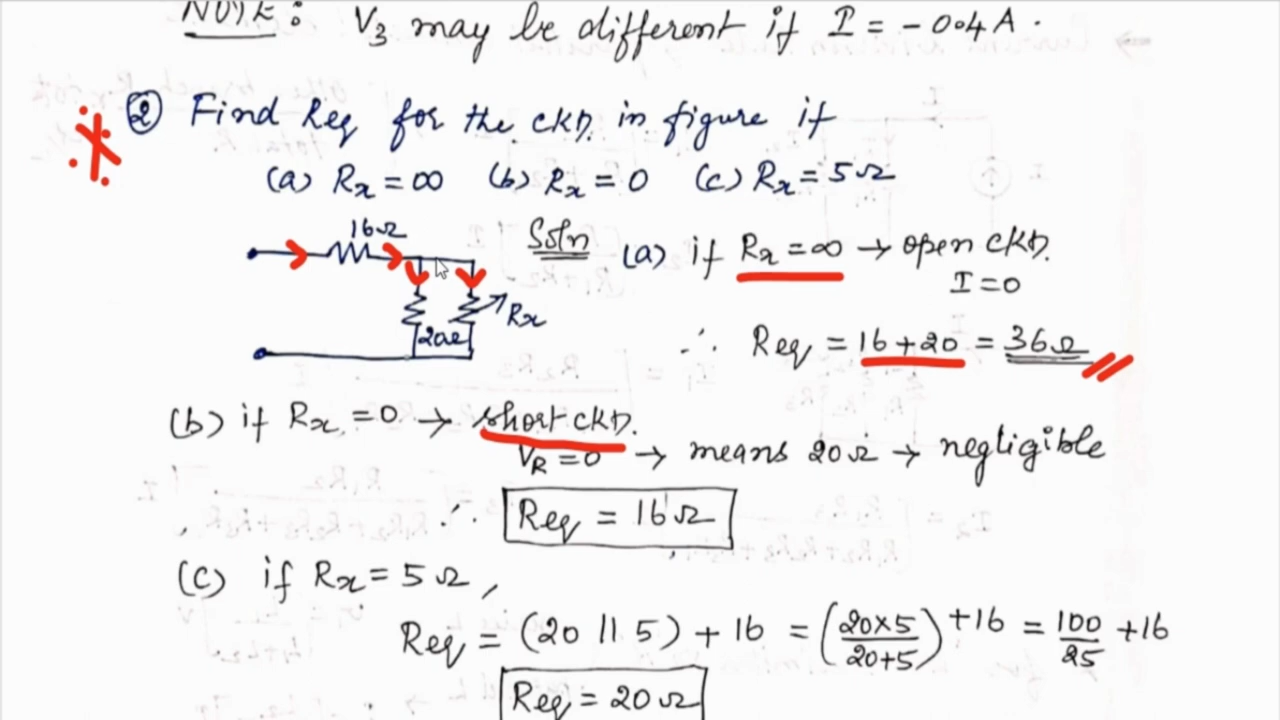 NOTE: V3 may be different if I = -0.4A.
② Find Req for the CKD. in figure if
(a) Rx = ∞ (b) Rx = 0 (c) Rx = 5Ω
16Ω
20Ω
Rx
Soln (a) if Rx = ∞ → open CKD.
I = 0
∴ Req = 16 + 20 = 36Ω
(b) if Rx = 0 → short CKD.
VR = 0 → means 20Ω → negligible
∴ Req = 16Ω
(c) if Rx = 5Ω,
Req = (20 || 5) + 16 = (20×5/20+5) + 16 = 100/25 + 16
Req = 20Ω